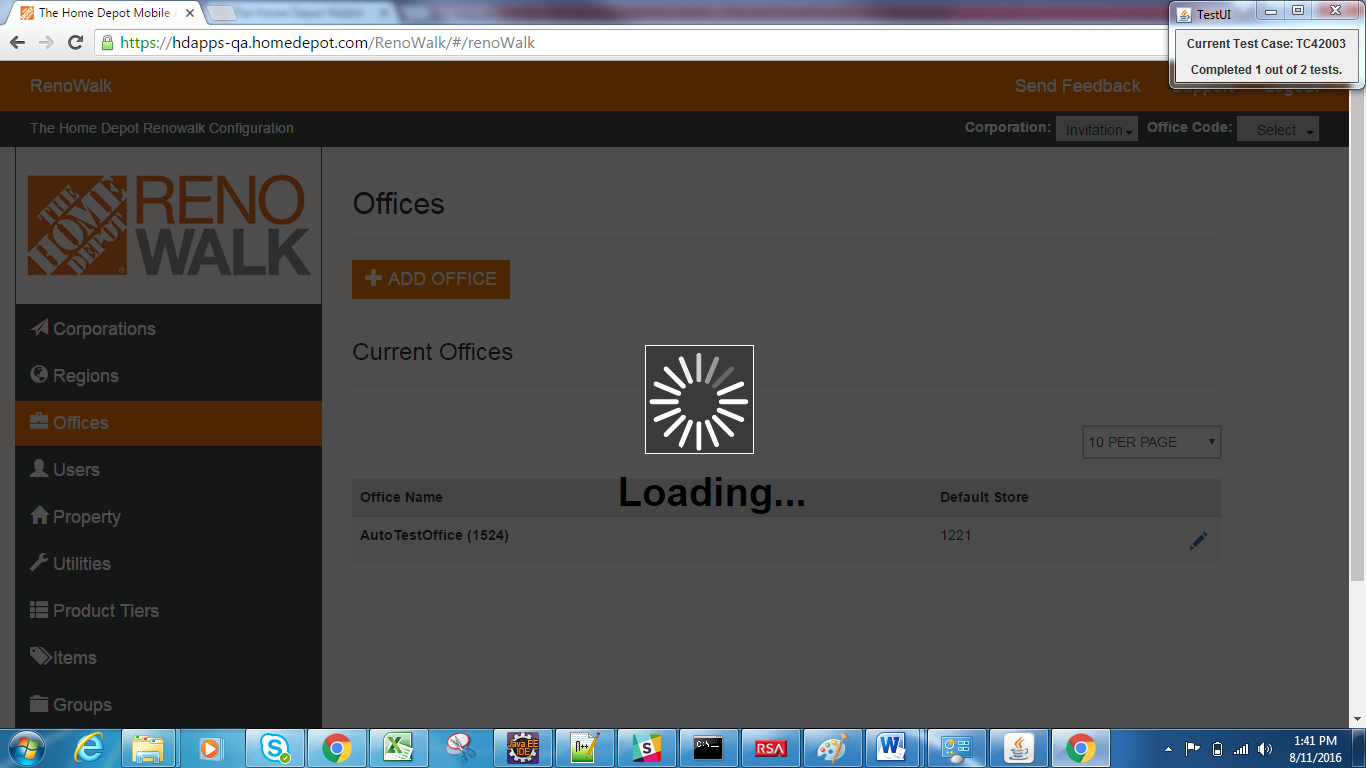 The Home Depot Mobile
TestUI
https://hdapps-qa.homedepot.com/RenoWalk/#/renoWalk
Current Test Case: TC42003
Completed 1 out of 2 tests.
RenoWalk
Send Feedback
Support
Logout
The Home Depot Renowalk Configuration
Corporation:
Invitation
Office Code:
Select
THE HOME DEPOT
RENO
WALK
Offices
ADD OFFICE
Current Offices
Corporations
Regions
Offices
Users
Property
Utilities
Product Tiers
Items
Groups
10 PER PAGE
Loading...
Office Name
Default Store
AutoTestOffice (1524)
1221
Java EE
IDE
C:\_
RSA
1:41 PM
8/11/2016